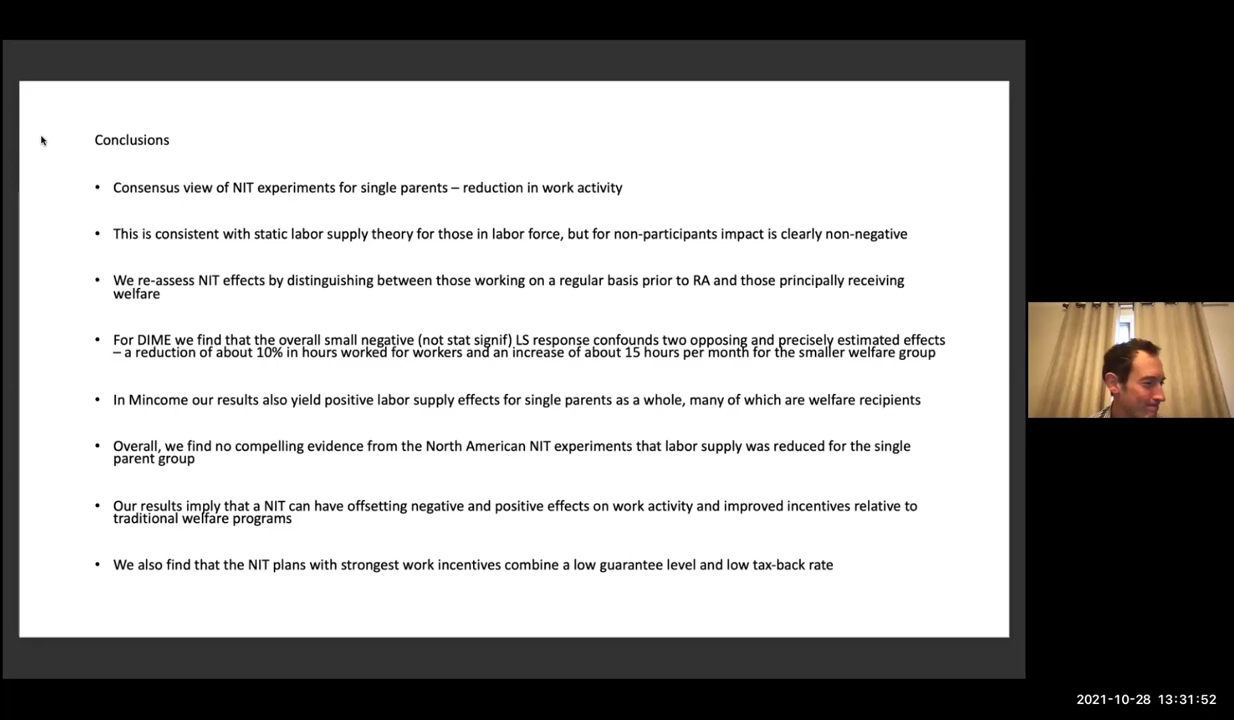 Conclusions
• Consensus view of NIT experiments for single parents – reduction in work activity
• This is consistent with static labor supply theory for those in labor force, but for non-participants impact is clearly non-negative
• We re-assess NIT effects by distinguishing between those working on a regular basis prior to RA and those principally receiving
welfare
• For DIME we find that the overall small negative (not stat signif) LS response confounds two opposing and precisely estimated effects
– a reduction of about 10% in hours worked for workers and an increase of about 15 hours per month for the smaller welfare group
• In Mincome our results also yield positive labor supply effects for single parents as a whole, many of which are welfare recipients
• Overall, we find no compelling evidence from the North American NIT experiments that labor supply was reduced for the single
parent group
• Our results imply that a NIT can have offsetting negative and positive effects on work activity and improved incentives relative to
traditional welfare programs
• We also find that the NIT plans with strongest work incentives combine a low guarantee level and low tax-back rate
2021-10-28 13:31:52